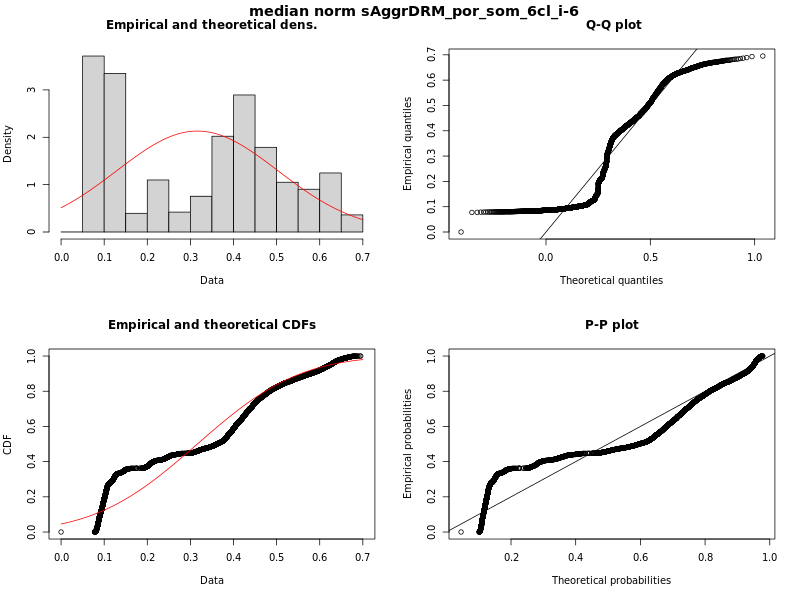 median norm sAggrDRM_por_som_6cl_i-6
Empirical and theoretical dens.
Density
0 1 2 3
0.0 0.1 0.2 0.3 0.4 0.5 0.6 0.7
Data
Q-Q plot
Empirical quantiles
0.0 0.1 0.2 0.3 0.4 0.5 0.6 0.7
0.0 0.5 1.0
Theoretical quantiles
Empirical and theoretical CDFs
CDF
0.0 0.2 0.4 0.6 0.8 1.0
0.0 0.1 0.2 0.3 0.4 0.5 0.6 0.7
Data
P-P plot
Empirical probabilities
0.0 0.2 0.4 0.6 0.8 1.0
0.2 0.4 0.6 0.8 1.0
Theoretical probabilities